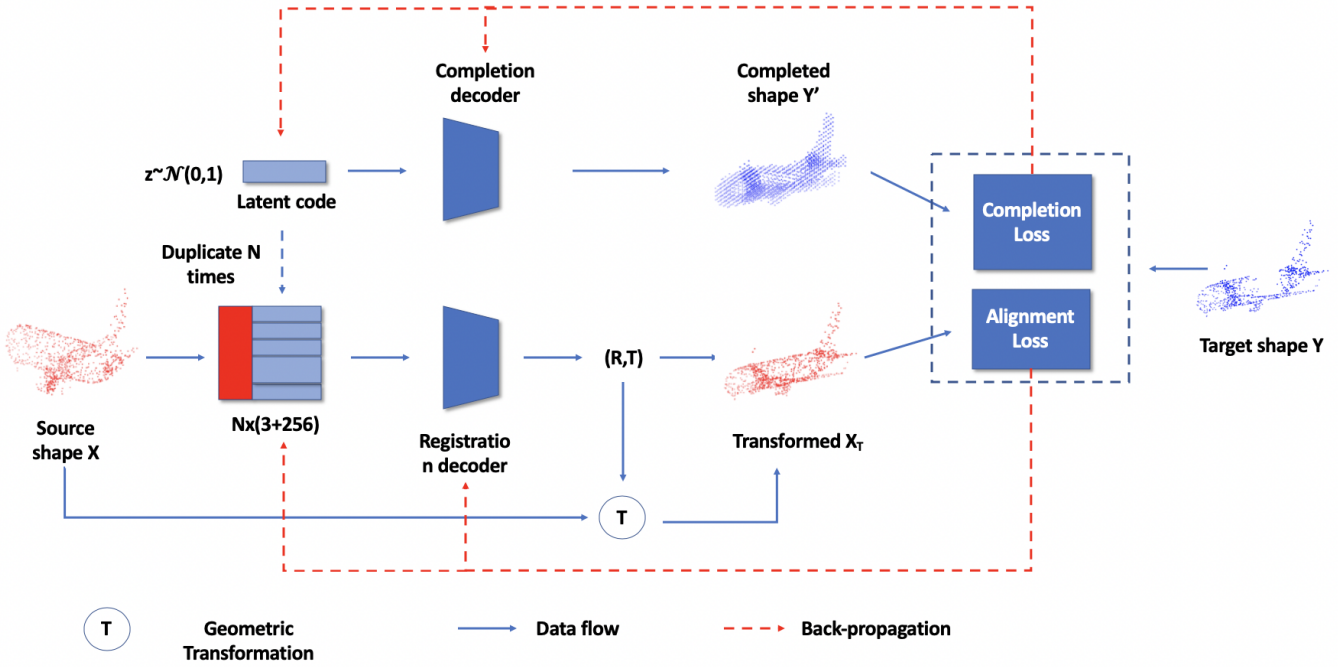 Completion
decoder
Completed
shape Y’
z~𝒩(0,1)
Latent code
Completion
Loss
Duplicate N
times
Alignment
Loss
(R,T)
Target shape Y
Nx(3+256)
Source
shape X
Registratio
n decoder
Transformed X_T
T
T
Geometric
Transformation
Data flow
Back-propagation